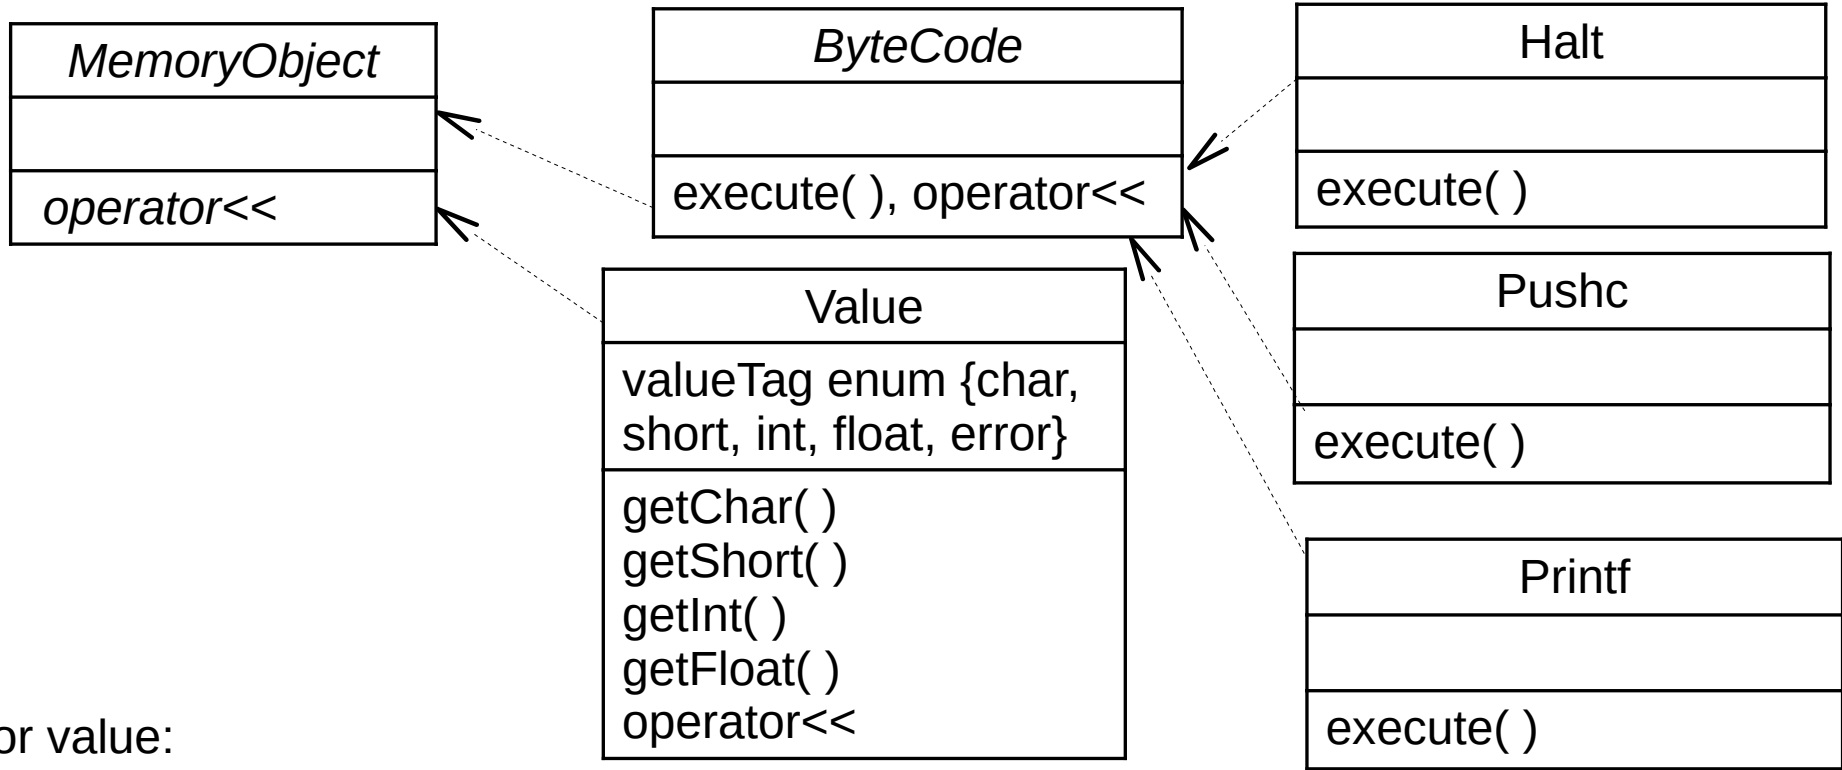 MemoryObject
operator<<
ByteCode
execute( ), operator<<
Value
valueTag enum {char,
short, int, float, error}
getChar( )
getShort( )
getInt( )
getFloat( )
operator<<
Halt
execute( )
Pushc
execute( )
Printf
execute( )
or value: